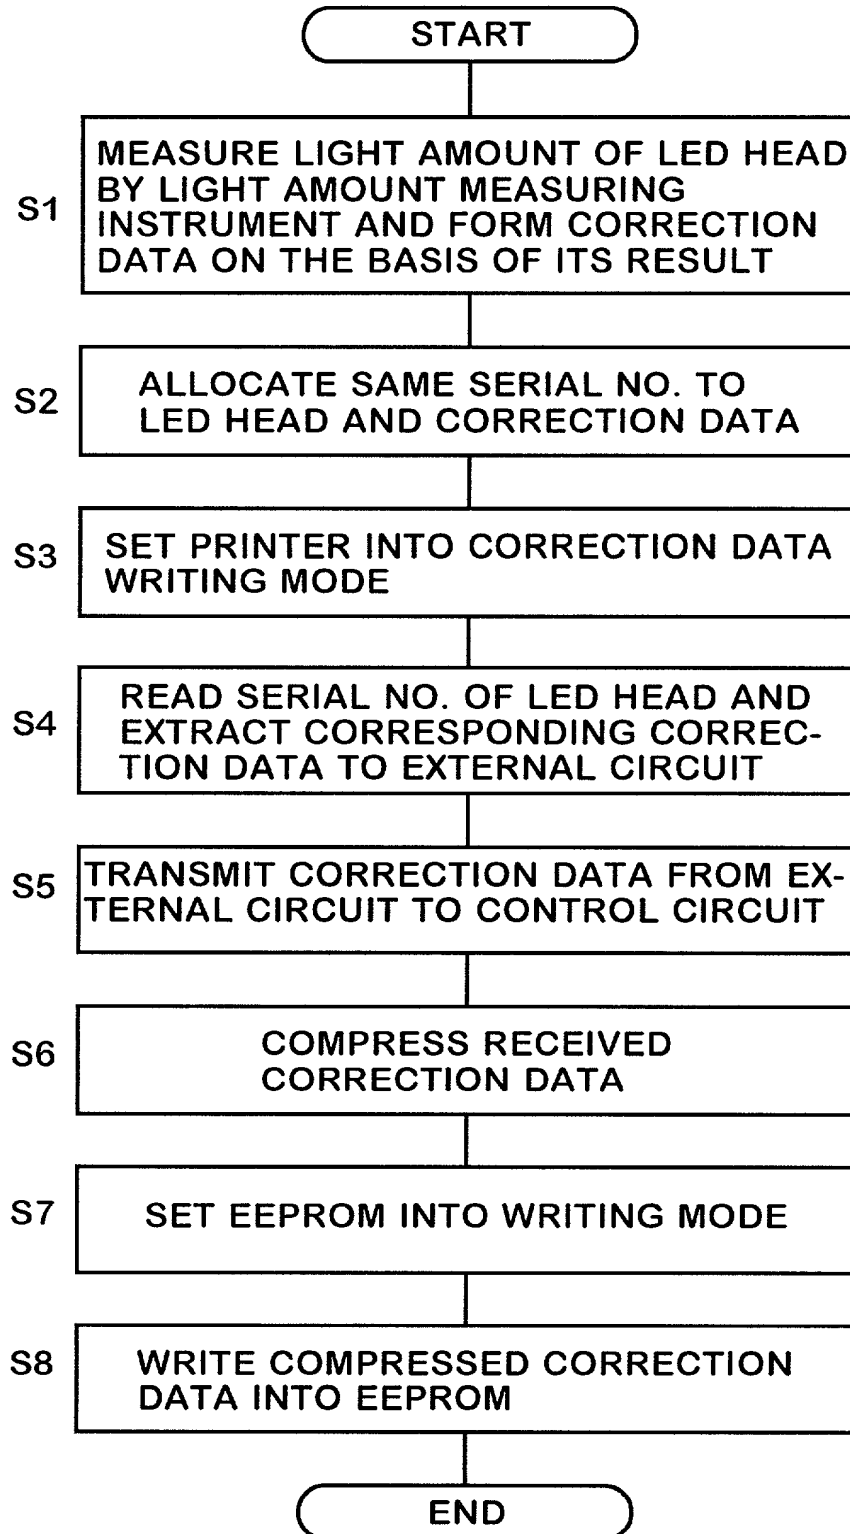 START
S1
MEASURE LIGHT AMOUNT OF LED HEAD
BY LIGHT AMOUNT MEASURING
INSTRUMENT AND FORM CORRECTION
DATA ON THE BASIS OF ITS RESULT
S2
ALLOCATE SAME SERIAL NO. TO
LED HEAD AND CORRECTION DATA
S3
SET PRINTER INTO CORRECTION DATA
WRITING MODE
S4
READ SERIAL NO. OF LED HEAD AND
EXTRACT CORRESPONDING CORREC-
TION DATA TO EXTERNAL CIRCUIT
S5
TRANSMIT CORRECTION DATA FROM EX-
TERNAL CIRCUIT TO CONTROL CIRCUIT
S6
COMPRESS RECEIVED
CORRECTION DATA
S7
SET EEPROM INTO WRITING MODE
S8
WRITE COMPRESSED CORRECTION
DATA INTO EEPROM
END